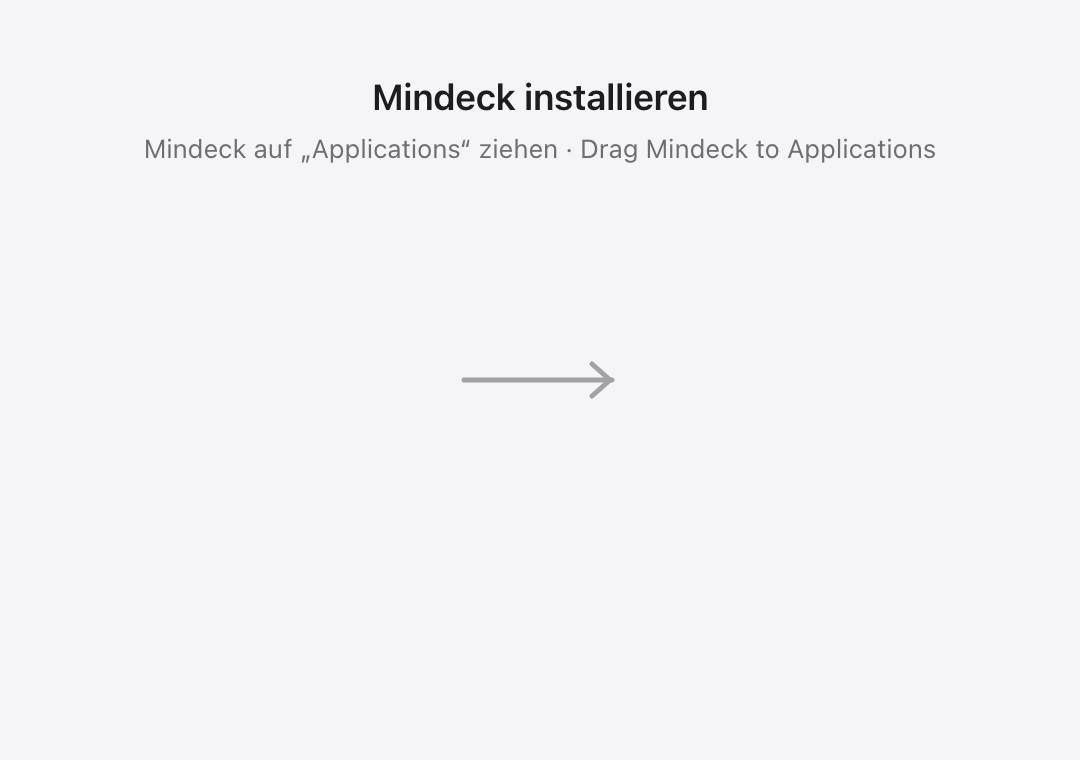 Mindeck installieren
Mindeck auf „Applications“ ziehen · Drag Mindeck to Applications